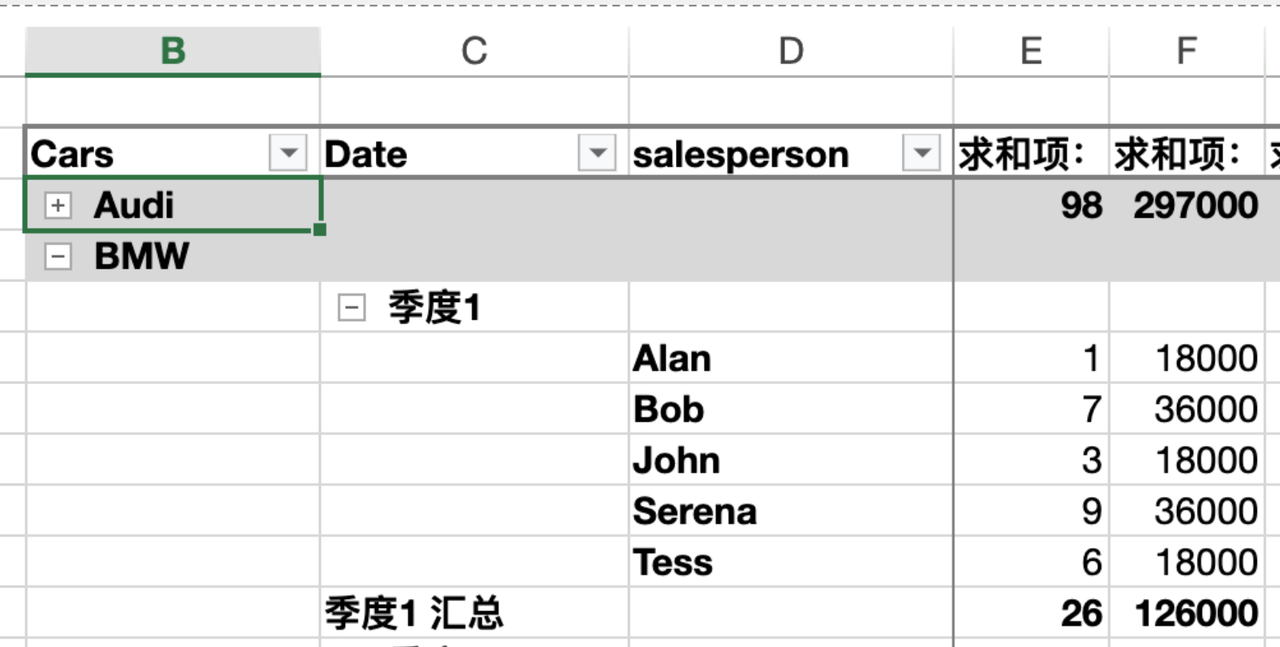 B C D E F
Cars Date salesperson 求和项： 求和项：
+ Audi 98 297000
− BMW
− 季度1
Alan 1 18000
Bob 7 36000
John 3 18000
Serena 9 36000
Tess 6 18000
季度1 汇总 26 126000